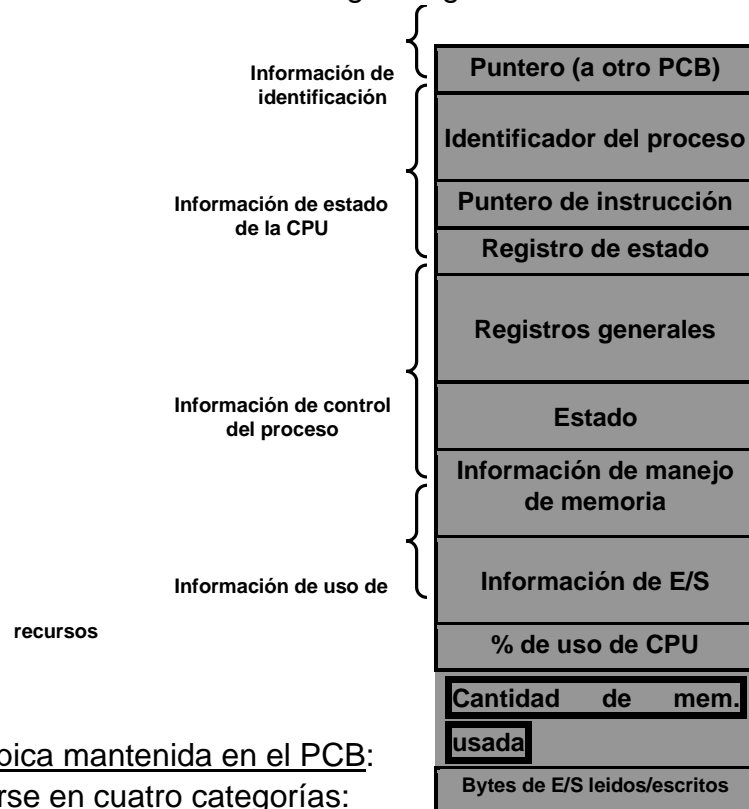 Puntero (a otro PCB)
Información de
identificación
Identificador del proceso
Información de estado
de la CPU
Puntero de instrucción
Registro de estado
Registros generales
Información de control
del proceso
Estado
Información de manejo
de memoria
Información de uso de
recursos
Información de E/S
% de uso de CPU
Cantidad de mem.
usada
Bytes de E/S leidos/escritos
mantenida en el PCB:
en cuatro categorías: